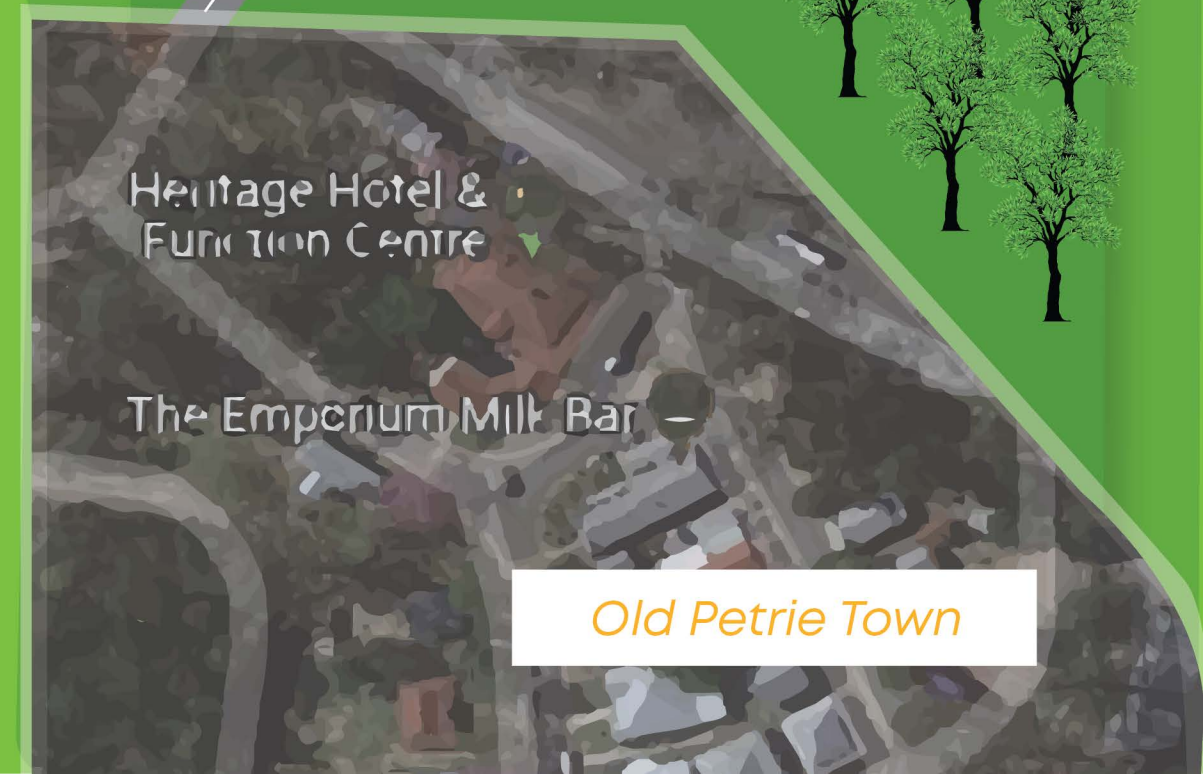 Heritage Hotel &
Function Centre
The Emporium Milk Bar
Old Petrie Town